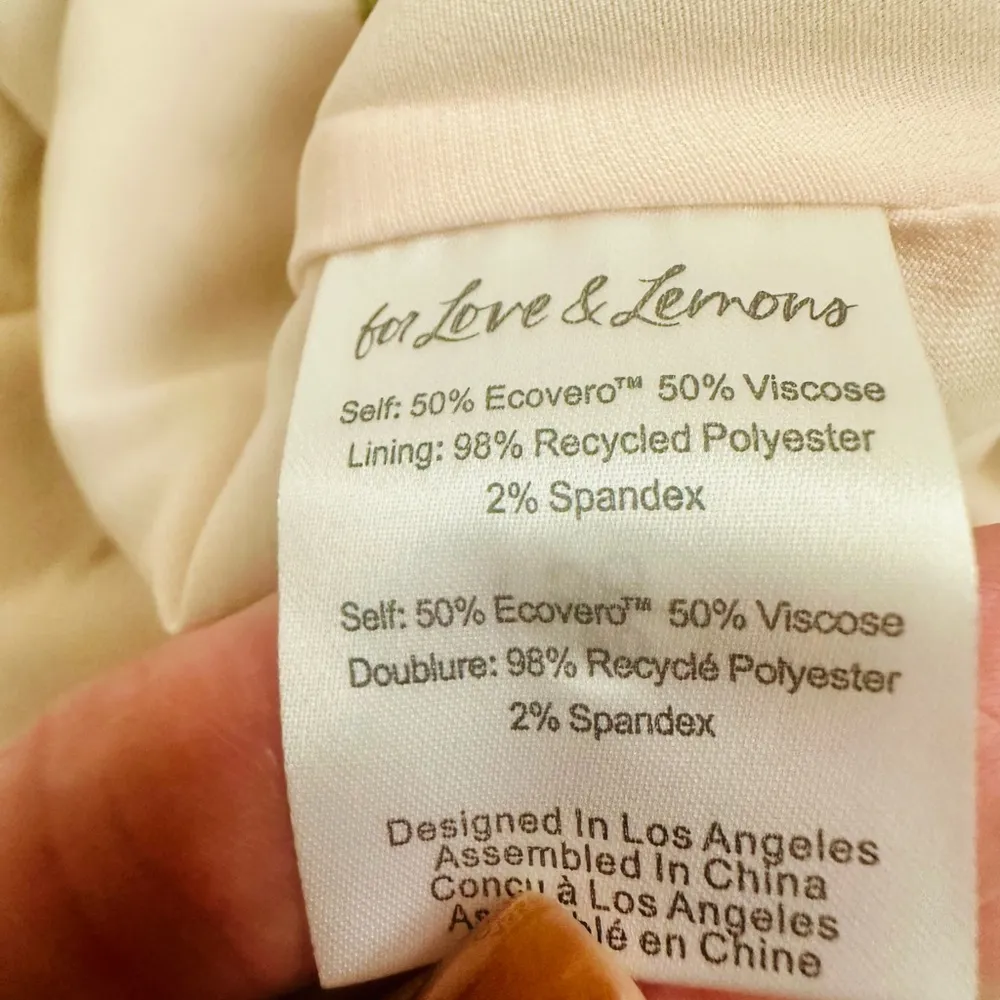 for Love & Lemons
Self: 50% Ecovero™ 50% Viscose
Lining: 98% Recycled Polyester
2% Spandex
Self: 50% Ecovero™ 50% Viscose
Doublure: 98% Recyclé Polyester
2% Spandex
Designed In Los Angeles
Assembled In China
Conçu à Los Angeles
en Chine